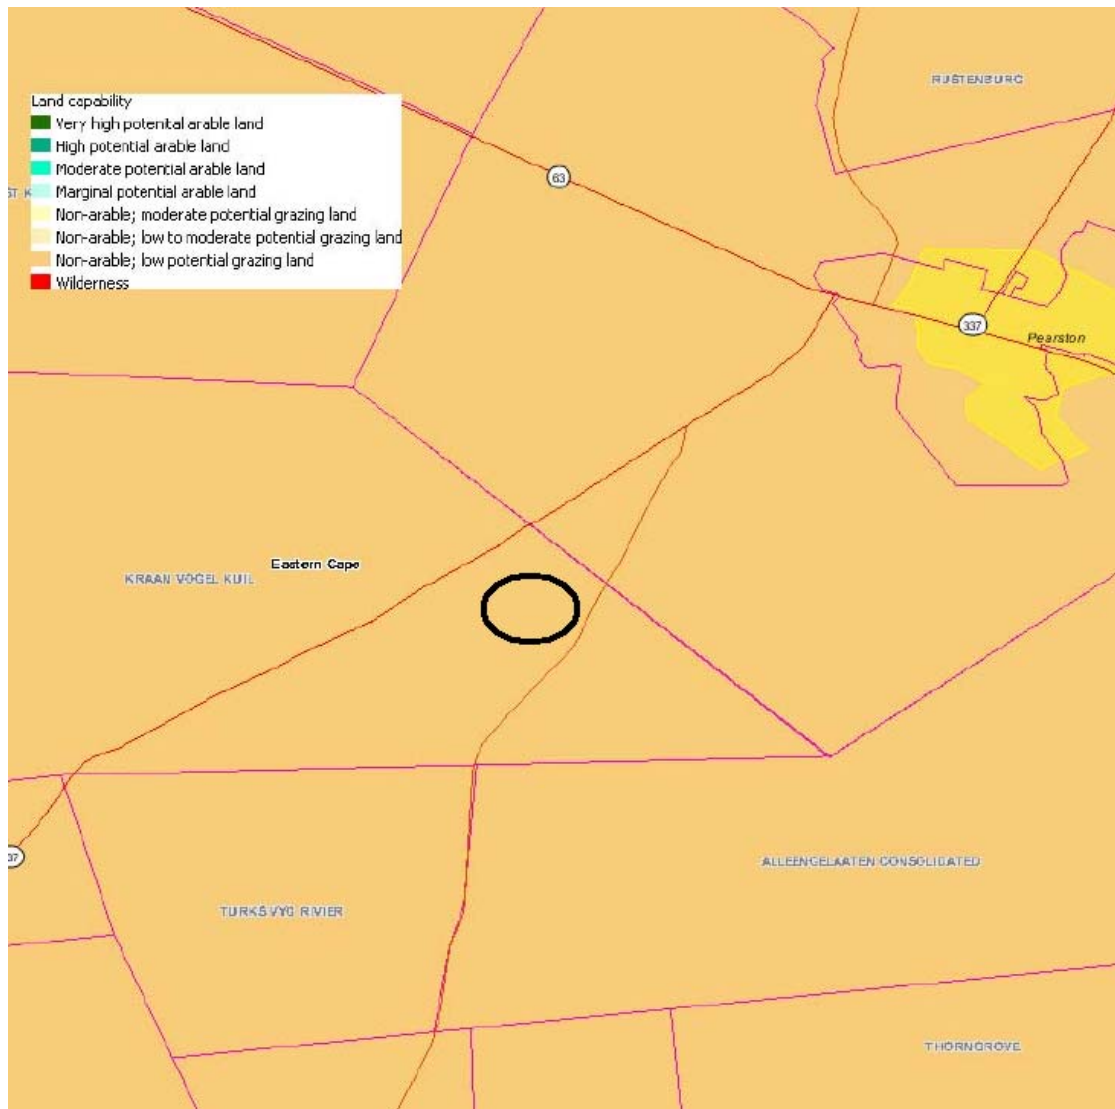 Land capability
Very high potenital arable land
High potential arable land
Moderate potential arable land
Marginal potential arable land
Non-arable; moderate potential grazing land
Non-arable; low to moderate potential grazing land
Non-arable; low potential grazing land
Wilderness
RUSTENBURG
63
337
Pearston
Eastern Cape
KRAAN VOGEL KUIL
ALLEENGELAATEN CONSOLIDATED
TURKSVYG RIVIER
THORNGROVE